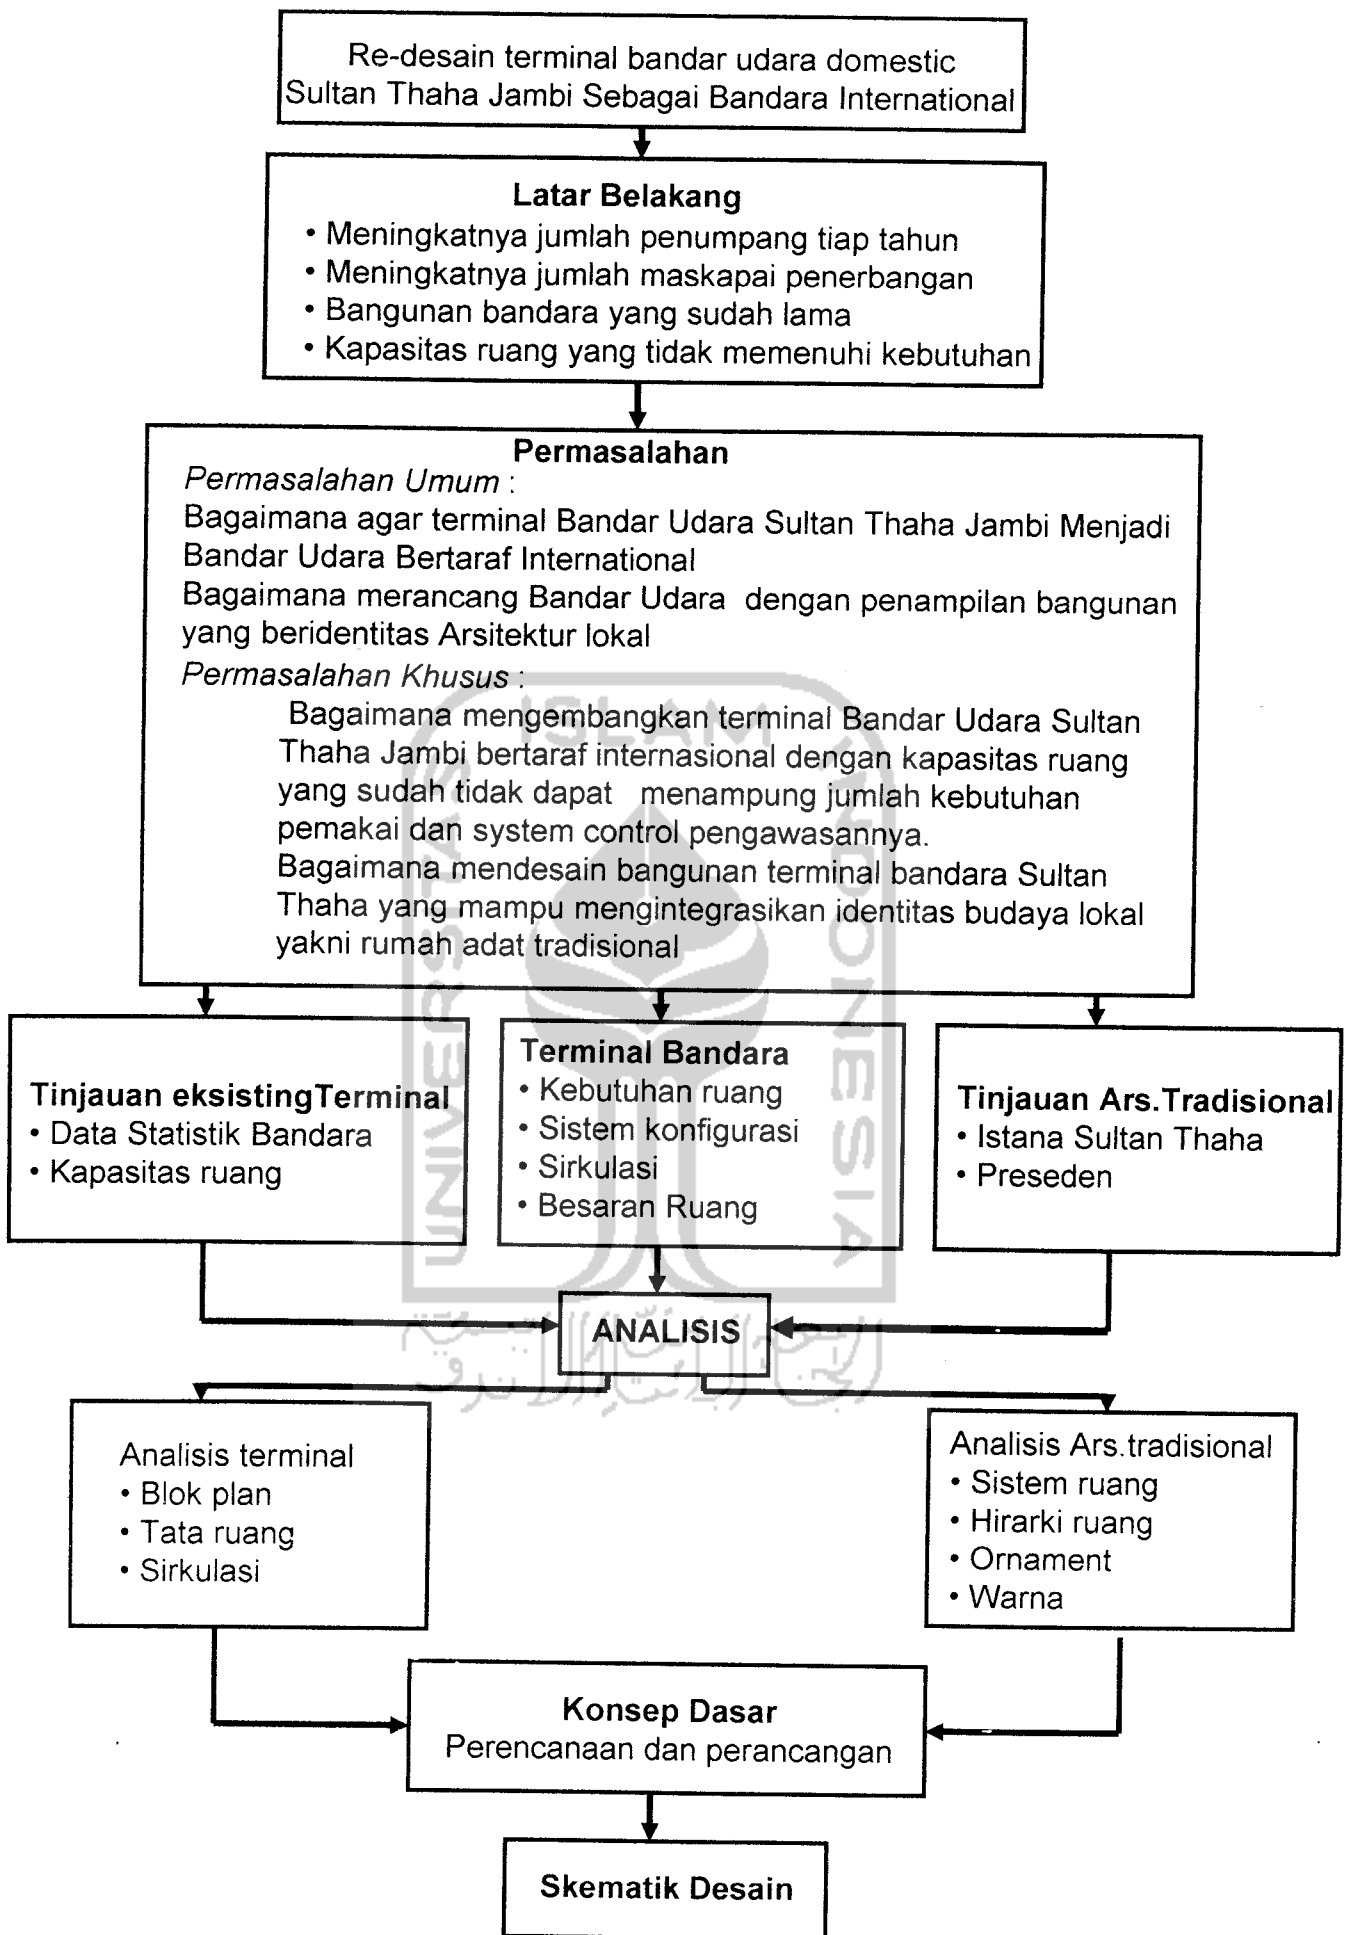 Re-desain terminal bandar udara domestic
Sultan Thaha Jambi Sebagai Bandara International
Latar Belakang
• Meningkatnya jumlah penumpang tiap tahun
• Meningkatnya jumlah maskapai penerbangan
• Bangunan bandara yang sudah lama
• Kapasitas ruang yang tidak memenuhi kebutuhan
Permasalahan
Permasalahan Umum :
Bagaimana agar terminal Bandar Udara Sultan Thaha Jambi Menjadi
Bandar Udara Bertaraf International
Bagaimana merancang Bandar Udara dengan penampilan bangunan
yang beridentitas Arsitektur lokal
Permasalahan Khusus :
Bagaimana mengembangkan terminal Bandar Udara Sultan
Thaha Jambi bertaraf internasional dengan kapasitas ruang
yang sudah tidak dapat menampung jumlah kebutuhan
pemakai dan system control pengawasannya.
Bagaimana mendesain bangunan terminal bandara Sultan
Thaha yang mampu mengintegrasikan identitas budaya lokal
yakni rumah adat tradisional
Tinjauan eksistingTerminal
• Data Statistik Bandara
• Kapasitas ruang
Terminal Bandara
• Kebutuhan ruang
• Sistem konfigurasi
• Sirkulasi
• Besaran Ruang
Tinjauan Ars.Tradisional
• Istana Sultan Thaha
• Preseden
ANALISIS
Analisis terminal
• Blok plan
• Tata ruang
• Sirkulasi
Analisis Ars.tradisional
• Sistem ruang
• Hirarki ruang
• Ornament
• Warna
Konsep Dasar
Perencanaan dan perancangan
Skematik Desain
UNIVERSITAS
ISLAM
INDONESIA